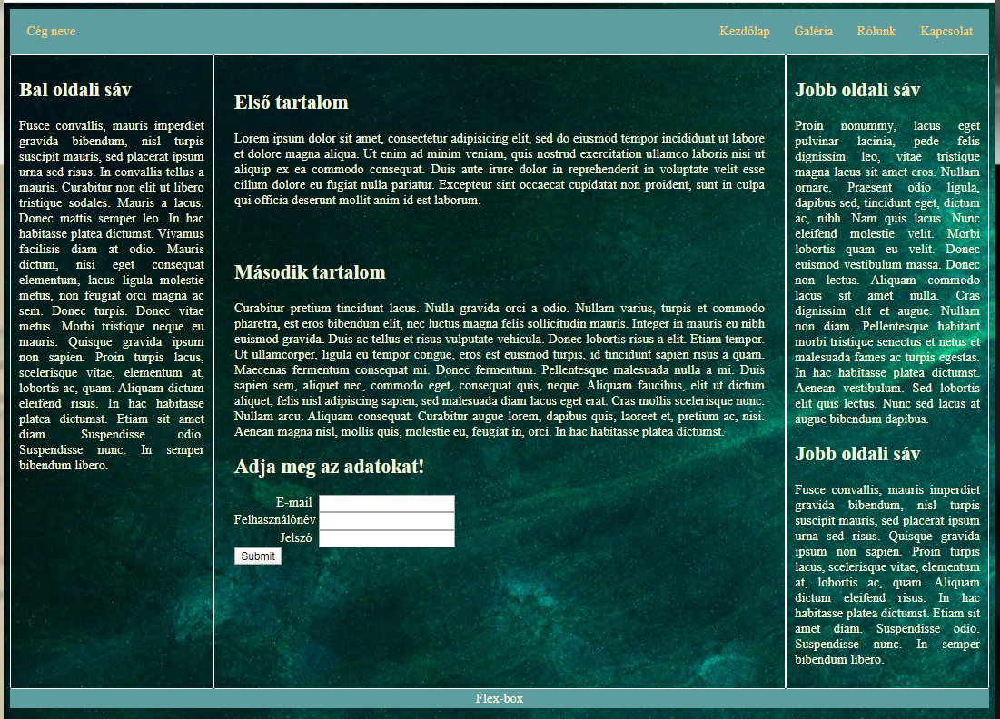 Cég neve
Kezdőlap Galéria Rólunk Kapcsolat
Bal oldali sáv
Fusce convallis, mauris imperdiet
gravida bibendum, nisl turpis
suscipit mauris, sed placerat ipsum
urna sed risus. In convallis tellus a
mauris. Curabitur non elit ut libero
tristique sodales. Mauris a lacus.
Donec mattis semper leo. In hac
habitasse platea dictumst. Vivamus
facilisis diam at odio. Mauris
dictum, nisi eget consequat
elementum, lacus ligula molestie
metus, non feugiat orci magna ac
sem. Donec turpis. Donec vitae
metus. Morbi tristique neque eu
mauris. Quisque gravida ipsum
non sapien. Proin turpis lacus,
scelerisque vitae, elementum at,
lobortis ac, quam. Aliquam dictum
eleifend risus. In hac habitasse
platea dictumst. Etiam sit amet
diam. Suspendisse odio.
Suspendisse nunc. In semper
bibendum libero.
Első tartalom
Lorem ipsum dolor sit amet, consectetur adipisicing elit, sed do eiusmod tempor incididunt ut labore
et dolore magna aliqua. Ut enim ad minim veniam, quis nostrud exercitation ullamco laboris nisi ut
aliquip ex ea commodo consequat. Duis aute irure dolor in reprehenderit in voluptate velit esse
cillum dolore eu fugiat nulla pariatur. Excepteur sint occaecat cupidatat non proident, sunt in culpa
qui officia deserunt mollit anim id est laborum.
Második tartalom
Curabitur pretium tincidunt lacus. Nulla gravida orci a odio. Nullam varius, turpis et commodo
pharetra, est eros bibendum elit, nec luctus magna felis sollicitudin mauris. Integer in mauris eu nibh
euismod gravida. Duis ac tellus et risus vulputate vehicula. Donec lobortis risus a elit. Etiam tempor.
Ut ullamcorper, ligula eu tempor congue, eros est euismod turpis, id tincidunt sapien risus a quam.
Maecenas fermentum consequat mi. Donec fermentum. Pellentesque malesuada nulla a mi. Duis
sapien sem, aliquet nec, commodo eget, consequat quis, neque. Aliquam faucibus, elit ut dictum
aliquet, felis nisl adipiscing sapien, sed malesuada diam lacus eget erat. Cras mollis scelerisque nunc.
Nullam arcu. Aliquam consequat. Curabitur augue lorem, dapibus quis, laoreet et, pretium ac, nisi.
Aenean magna nisl, mollis quis, molestie eu, feugiat in, orci. In hac habitasse platea dictumst.
Adja meg az adatokat!
E-mail
Felhasználónév
Jelszó
Submit
Jobb oldali sáv
Proin nonummy, lacus eget
pulvinar lacinia, pede felis
dignissim leo, vitae tristique
magna lacus sit amet eros. Nullam
ornare. Praesent odio ligula,
dapibus sed, tincidunt eget, dictum
ac, nibh. Nam quis lacus. Nunc
eleifend molestie velit. Morbi
lobortis quam eu velit. Donec
euismod vestibulum massa. Donec
non lectus. Aliquam commodo
lacus sit amet nulla. Cras
dignissim elit et augue. Nullam
non diam. Pellentesque habitant
morbi tristique senectus et netus et
malesuada fames ac turpis egestas.
In hac habitasse platea dictumst.
Aenean vestibulum. Sed lobortis
elit quis lectus. Nunc sed lacus at
augue bibendum dapibus.
Jobb oldali sáv
Fusce convallis, mauris imperdiet
gravida bibendum, nisl turpis
suscipit mauris, sed placerat ipsum
urna sed risus. Quisque gravida
ipsum non sapien. Proin turpis
lacus, scelerisque vitae, elementum
at, lobortis ac, quam. Aliquam
dictum eleifend risus. In hac
habitasse platea dictumst. Etiam sit
amet diam. Suspendisse odio.
Suspendisse nunc. In semper
bibendum libero.
Flex-box